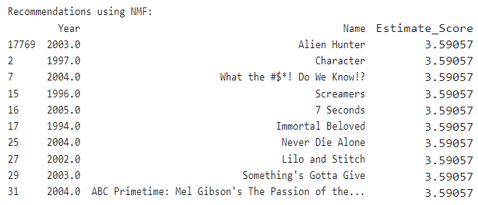 Recommendations using NMF:
Year Name Estimate_Score
17769 2003.0 Alien Hunter 3.59057
2 1997.0 Character 3.59057
7 2004.0 What the #$*! Do We Know!? 3.59057
15 1996.0 Screamers 3.59057
16 2005.0 7 Seconds 3.59057
17 1994.0 Immortal Beloved 3.59057
25 2004.0 Never Die Alone 3.59057
27 2002.0 Lilo and Stitch 3.59057
29 2003.0 Something's Gotta Give 3.59057
31 2004.0 ABC Primetime: Mel Gibson's The Passion of the... 3.59057